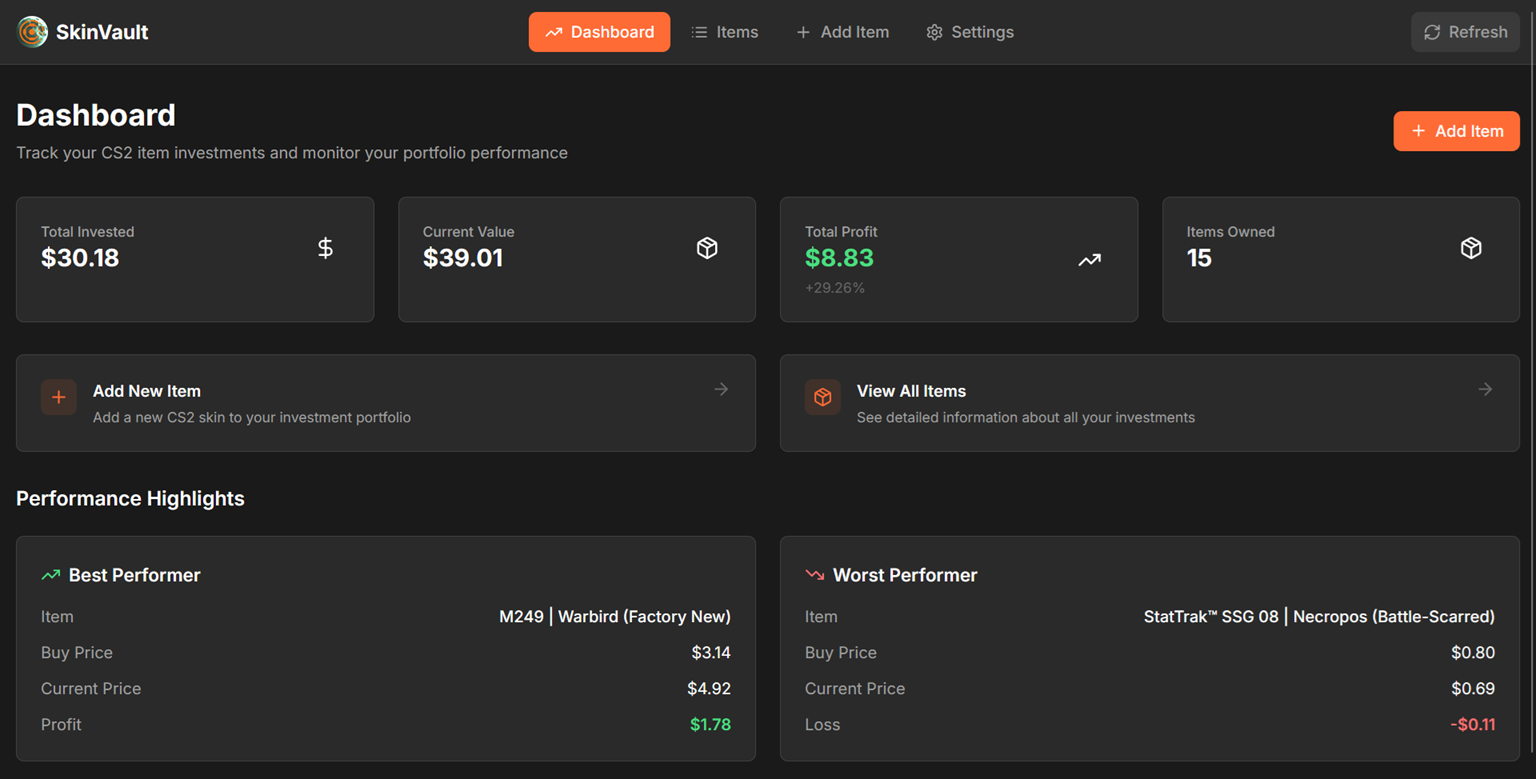 SkinVault
Dashboard
Items
Add Item
Settings
Refresh
Dashboard
Track your CS2 item investments and monitor your portfolio performance
Add Item
Total Invested
$30.18
Current Value
$39.01
Total Profit
$8.83
+29.26%
Items Owned
15
Add New Item
Add a new CS2 skin to your investment portfolio
View All Items
See detailed information about all your investments
Performance Highlights
Best Performer
Item M249 | Warbird (Factory New)
Buy Price $3.14
Current Price $4.92
Profit $1.78
Worst Performer
Item StatTrak™ SSG 08 | Necropos (Battle-Scarred)
Buy Price $0.80
Current Price $0.69
Loss -$0.11